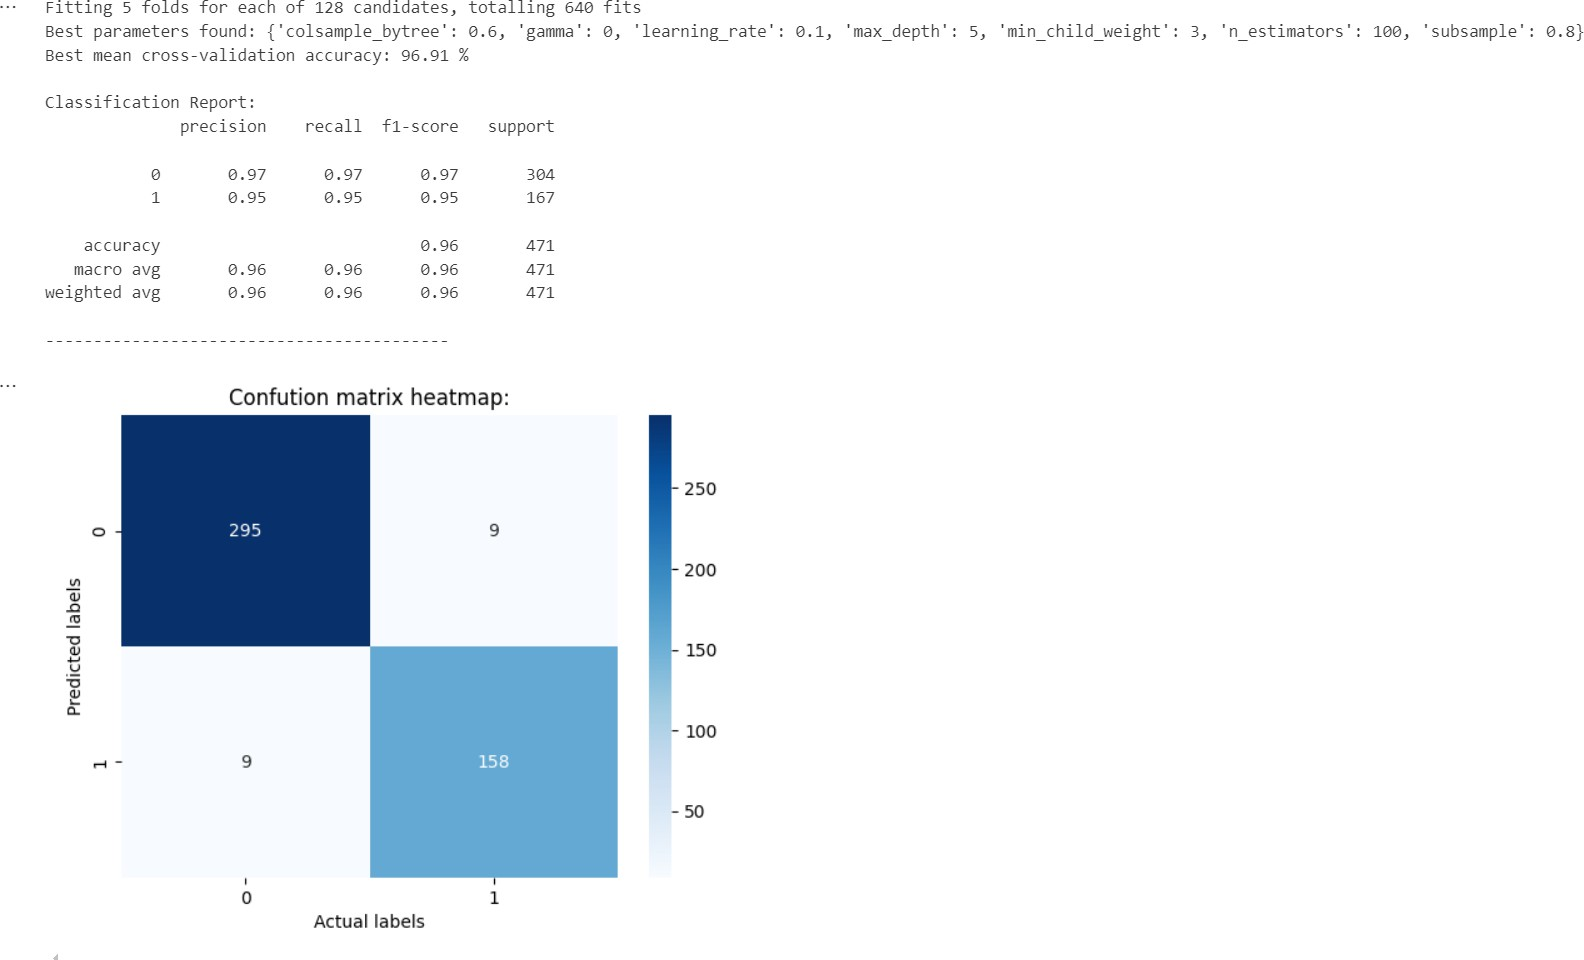 Fitting 5 folds for each of 128 candidates, totalling 640 fits
Best parameters found: {'colsample_bytree': 0.6, 'gamma': 0, 'learning_rate': 0.1, 'max_depth': 5, 'min_child_weight': 3, 'n_estimators': 100, 'subsample': 0.8}
Best mean cross-validation accuracy: 96.91 %
Classification Report:
precision recall f1-score support
0 0.97 0.97 0.97 304
1 0.95 0.95 0.95 167
accuracy 0.96 471
macro avg 0.96 0.96 0.96 471
weighted avg 0.96 0.96 0.96 471
------------------------------------------
Confution matrix heatmap:
295 9
9 158
0
1
Predicted labels
0 1
Actual labels
250
200
150
100
50